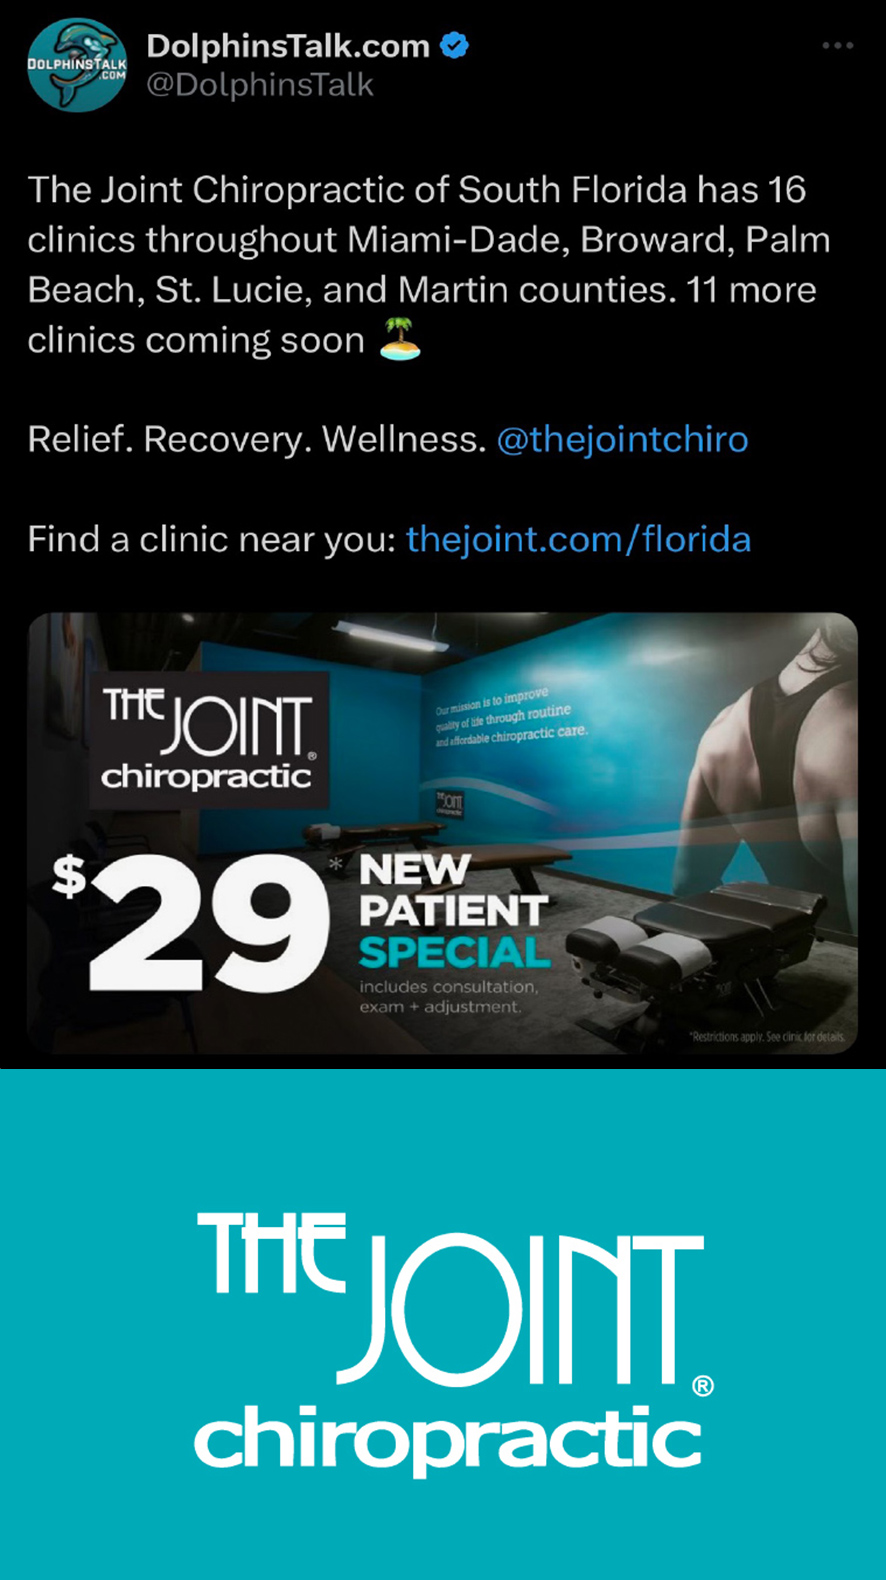 DOLPHINSTALK
.COM
DolphinsTalk.com
@DolphinsTalk
The Joint Chiropractic of South Florida has 16
clinics throughout Miami-Dade, Broward, Palm
Beach, St. Lucie, and Martin counties. 11 more
clinics coming soon 🏝️
Relief. Recovery. Wellness. @thejointchiro
Find a clinic near you: thejoint.com/florida
THE JOINT®
chiropractic
Our mission is to improve
quality of life through routine
and affordable chiropractic care.
THE JOINT
chiropractic
$29*
NEW
PATIENT
SPECIAL
includes consultation,
exam + adjustment.
*Restrictions apply. See clinic for details.
THE JOINT®
chiropractic